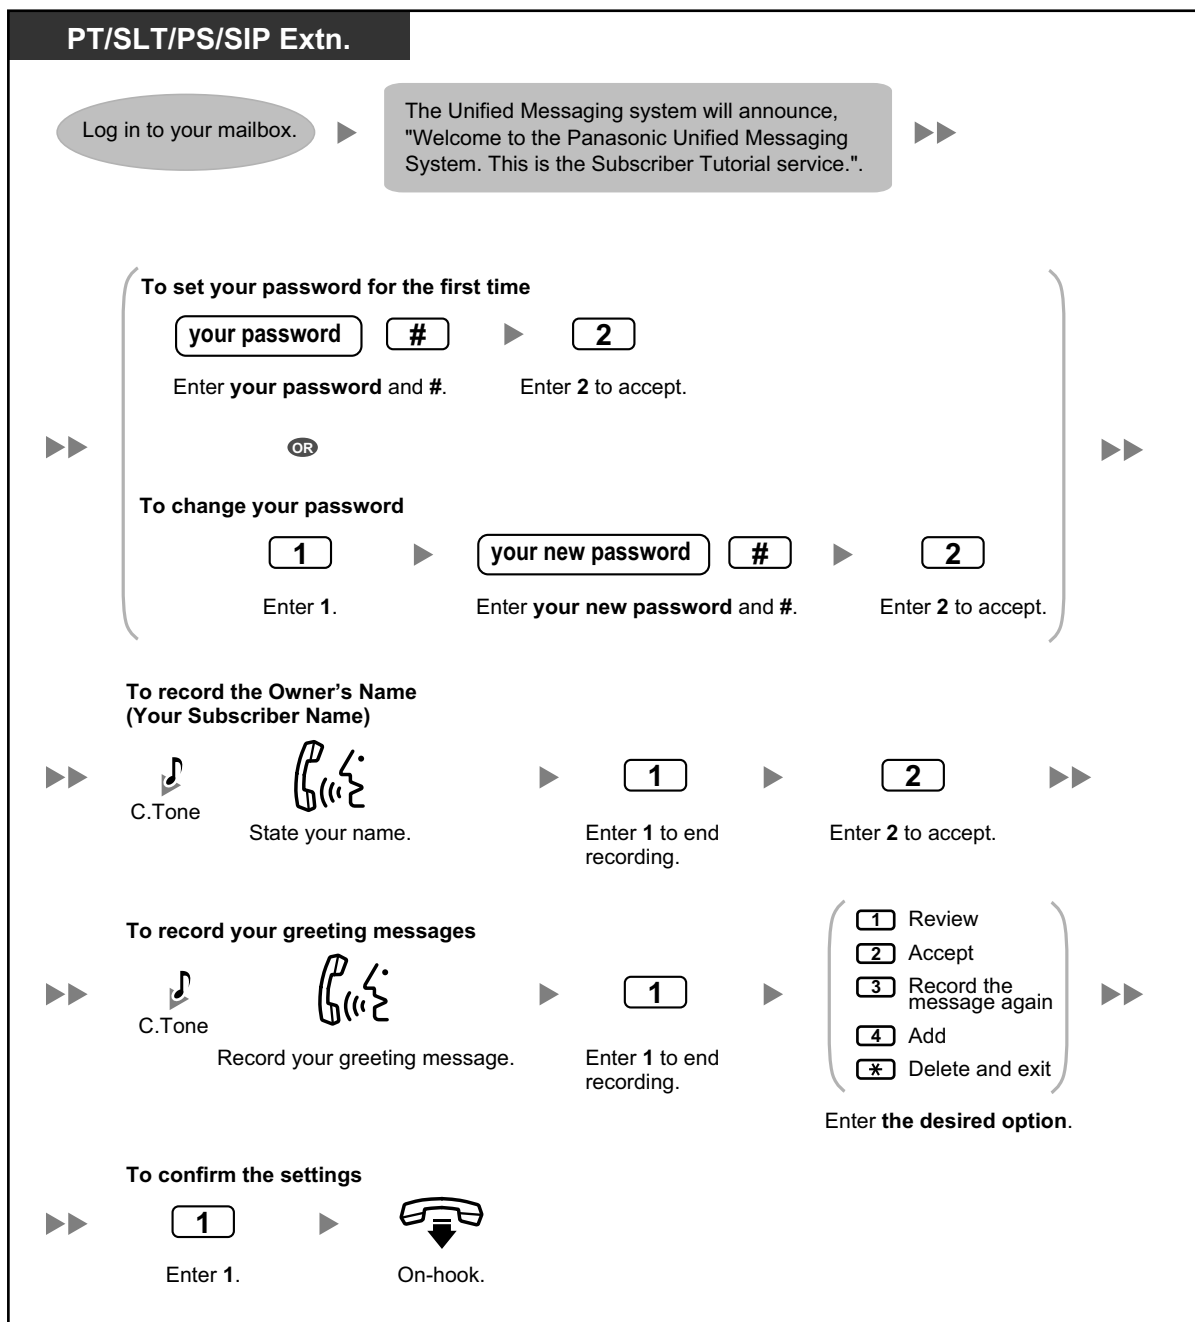 PT/SLT/PS/SIP Extn.
Log in to your mailbox.
The Unified Messaging system will announce,
"Welcome to the Panasonic Unified Messaging
System. This is the Subscriber Tutorial service.".
To set your password for the first time
your password # 2
Enter your password and #. Enter 2 to accept.
OR
To change your password
1 your new password # 2
Enter 1. Enter your new password and #. Enter 2 to accept.
To record the Owner's Name
(Your Subscriber Name)
1 2
C.Tone
State your name. Enter 1 to end Enter 2 to accept.
recording.
To record your greeting messages
1
C.Tone
Record your greeting message. Enter 1 to end
recording.
1 Review
2 Accept
3 Record the
message again
4 Add
* Delete and exit
Enter the desired option.
To confirm the settings
1
Enter 1. On-hook.